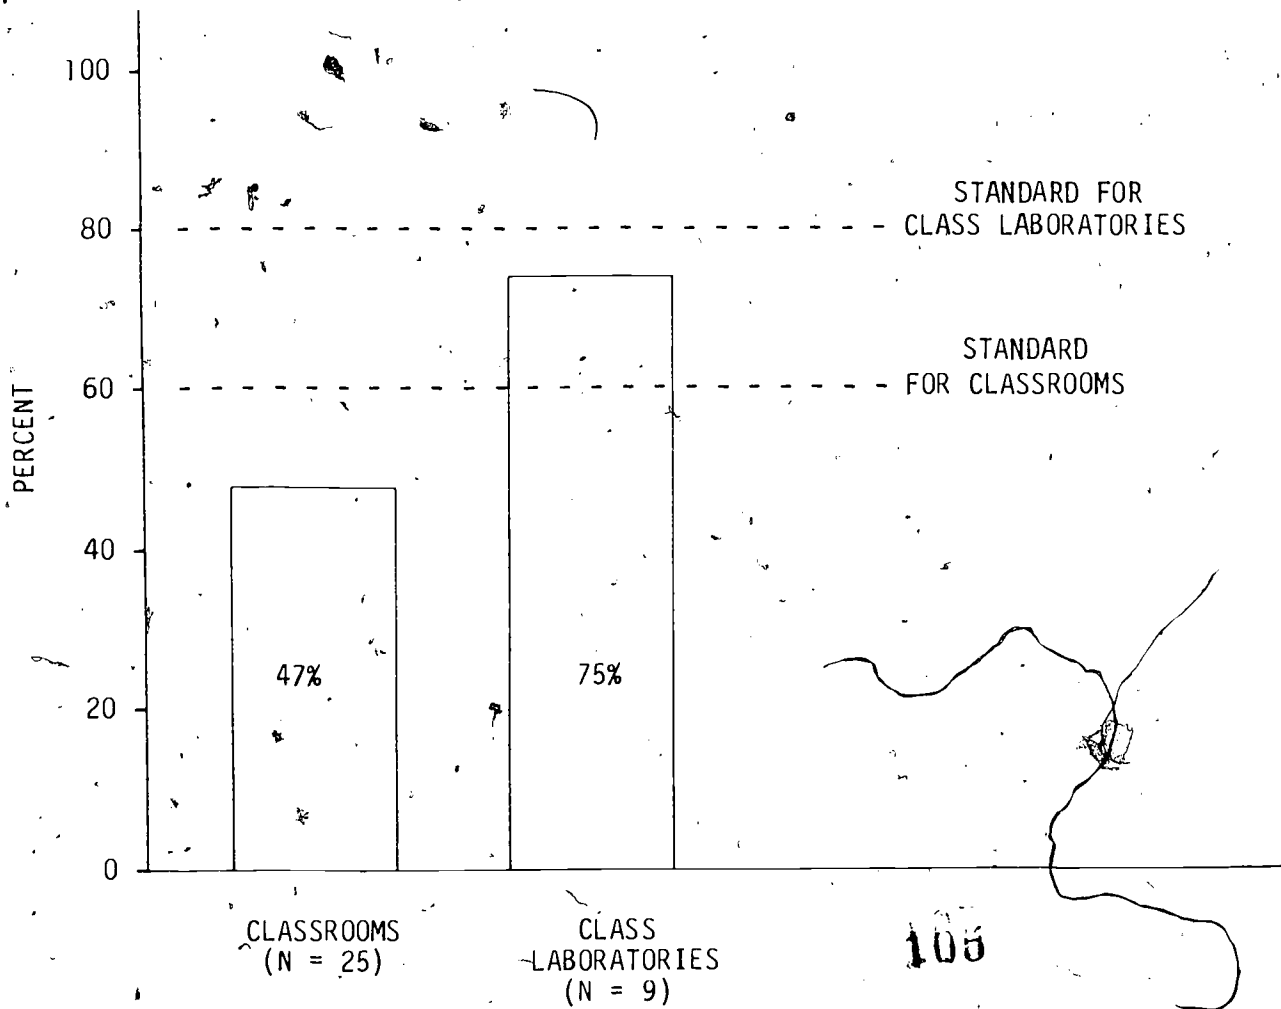 100
STANDARD FOR
CLASS LABORATORIES
80
STANDARD
FOR CLASSROOMS
60
PERCENT
40
47%
75%
20
0
CLASSROOMS
(N = 25)
CLASS
LABORATORIES
(N = 9)